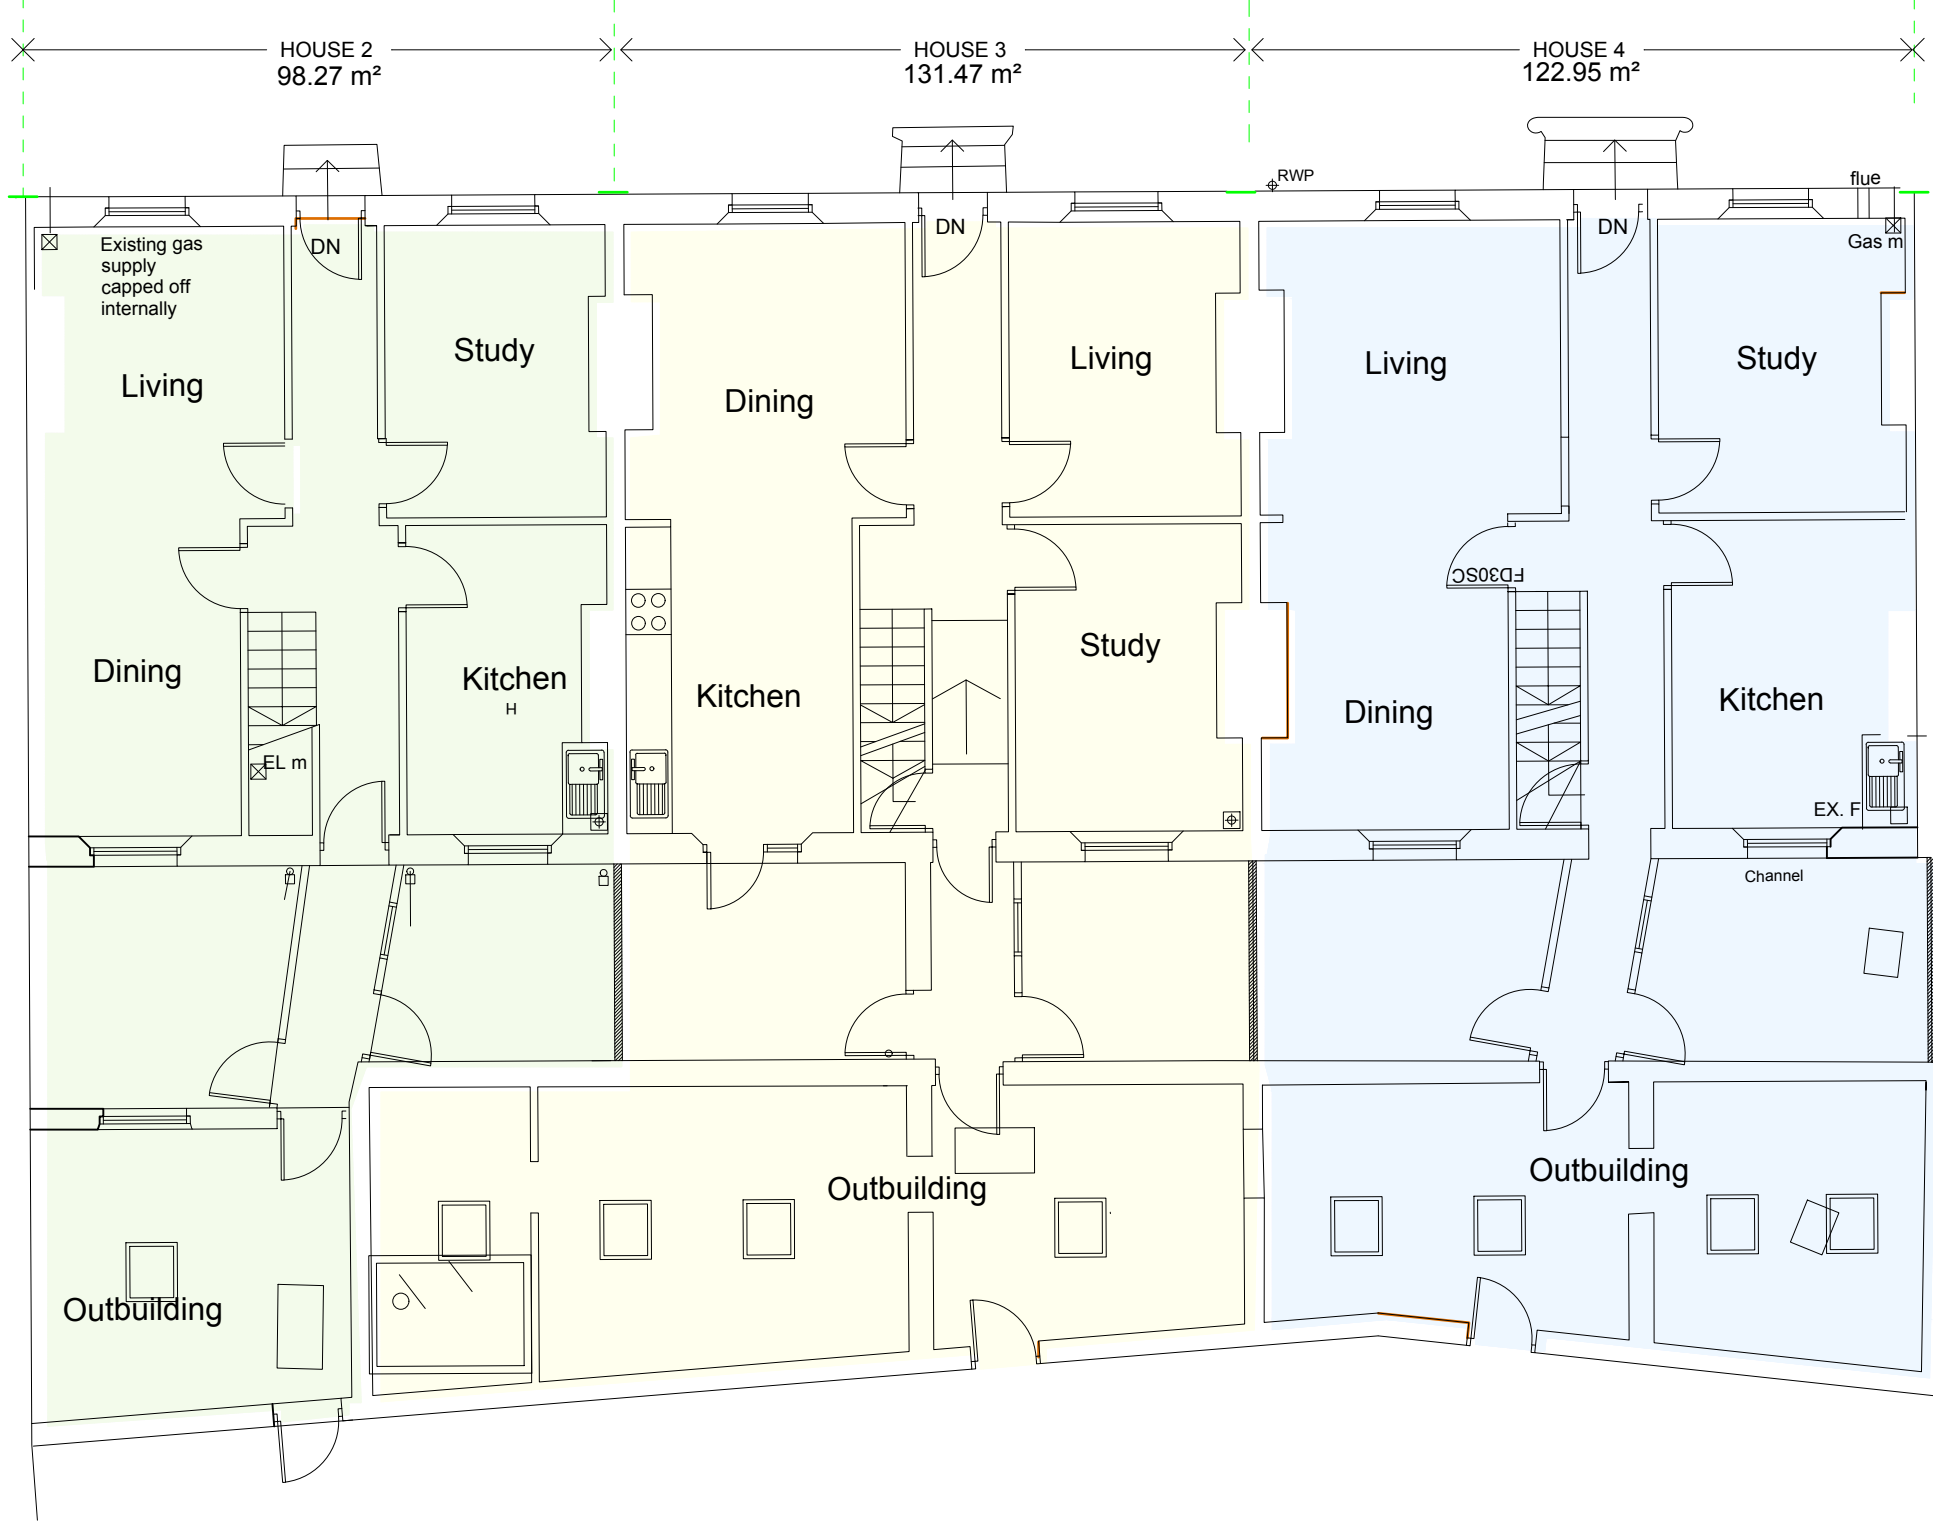 HOUSE 2
98.27 m²
HOUSE 3
131.47 m²
HOUSE 4
122.95 m²
RWP
flue
DN
DN
DN
Gas m
Existing gas
supply
capped off
internally
Living
Study
Dining
Living
Living
Study
FD30SC
Dining
Kitchen
H
Kitchen
Study
Dining
Kitchen
EL m
EX. F
Channel
Outbuilding
Outbuilding
Outbuilding